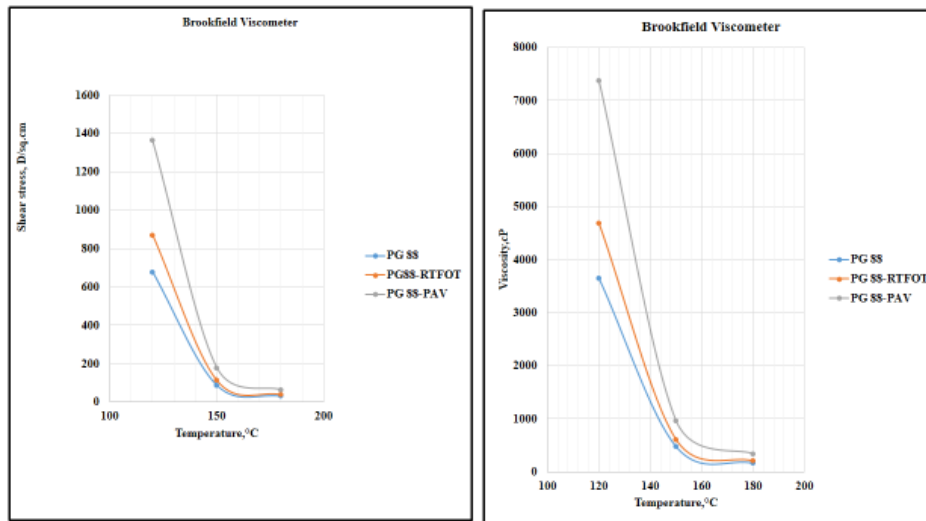 Brookfield Viscometer
Shear stress, D/sq.cm
1600
1400
1200
1000
800
600
400
200
0
100
150
200
Temperature,°C
PG 88
PG88-RTFOT
PG 88-PAV
Brookfield Viscometer
Viscosity,cP
8000
7000
6000
5000
4000
3000
2000
1000
0
100
120
140
160
180
200
Temperature,°C
PG 88
PG 88-RTFOT
PG 88-PAV